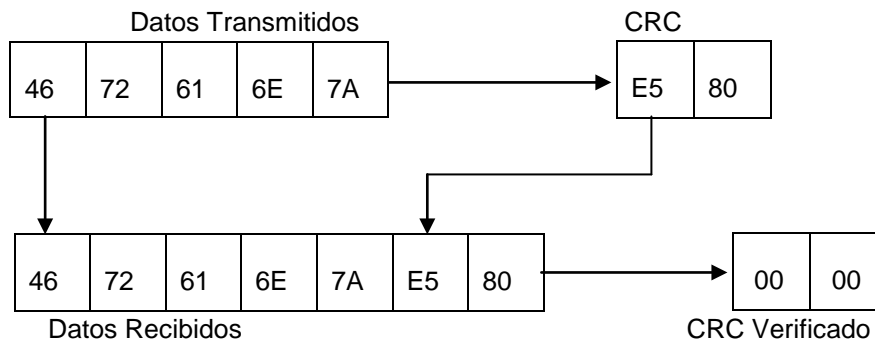 Datos Transmitidos CRC
46 72 61 6E 7A E5 80
46 72 61 6E 7A E5 80 00 00
Datos Recibidos CRC Verificado